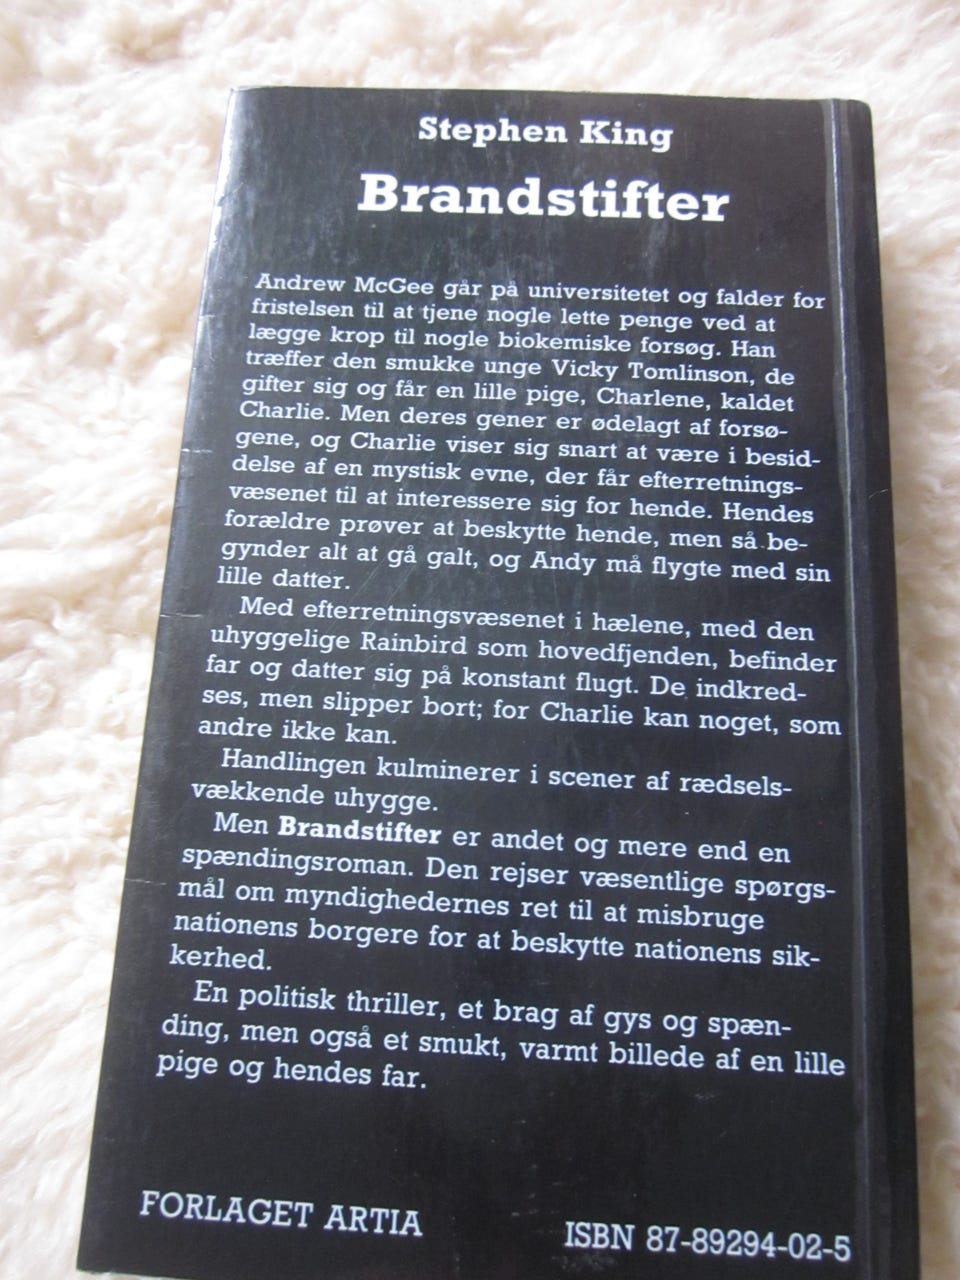 Stephen King
Brandstifter
Andrew McGee går på universitetet og falder for
fristelsen til at tjene nogle lette penge ved at
lægge krop til nogle biokemiske forsøg. Han
træffer den smukke unge Vicky Tomlinson, de
gifter sig og får en lille pige, Charlene, kaldet
Charlie. Men deres gener er ødelagt af forsø-
gene, og Charlie viser sig snart at være i besid-
delse af en mystisk evne, der får efterretnings-
væsenet til at interessere sig for hende. Hendes
forældre prøver at beskytte hende, men så be-
gynder alt at gå galt, og Andy må flygte med sin
lille datter.
Med efterretningsvæsenet i hælene, med den
uhyggelige Rainbird som hovedfjenden, befinder
far og datter sig på konstant flugt. De indkred-
ses, men slipper bort; for Charlie kan noget, som
andre ikke kan.
Handlingen kulminerer i scener af rædsels-
vækkende uhygge.
Men Brandstifter er andet og mere end en
spændingsroman. Den rejser væsentlige spørgs-
mål om myndighedernes ret til at misbruge
nationens borgere for at beskytte nationens sik-
kerhed.
En politisk thriller, et brag af gys og spæn-
ding, men også et smukt, varmt billede af en lille
pige og hendes far.
FORLAGET ARTIA
ISBN 87-89294-02-5